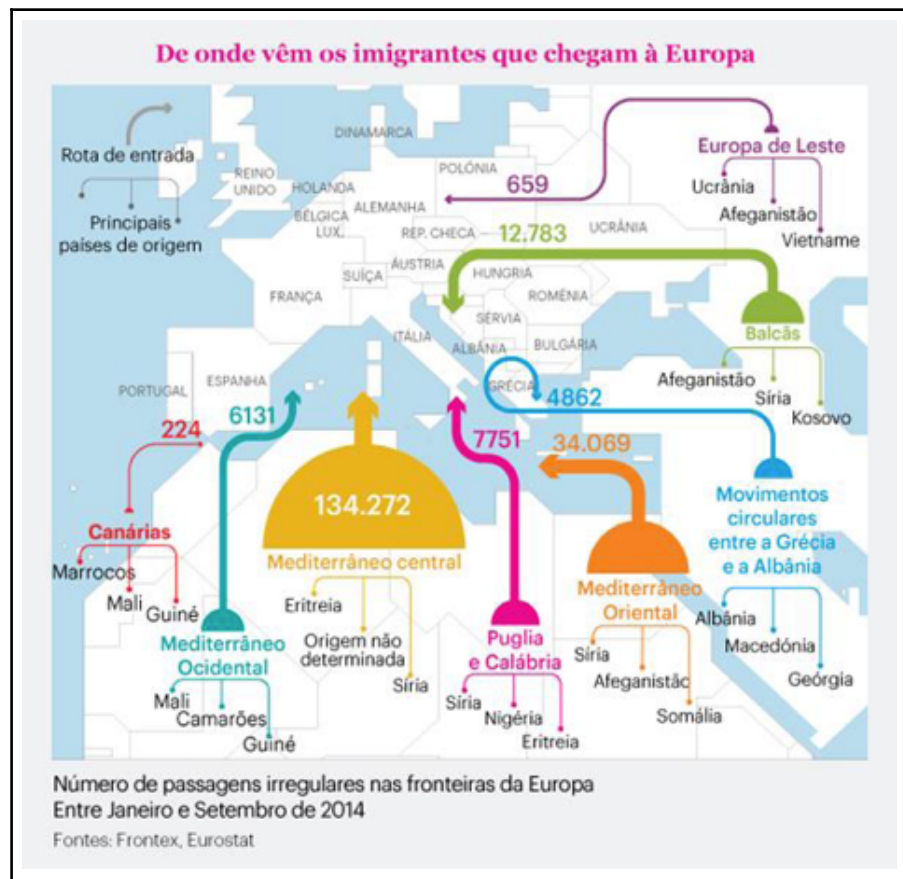 De onde vêm os imigrantes que chegam à Europa
Rota de entrada
Principais
países de origem
DINAMARCA
REINO
UNIDO
HOLANDA
BÉLGICA
LUX.
ALEMANHA
POLÓNIA
REP. CHECA
UCRÂNIA
ÁUSTRIA
SUÍÇA
HUNGRIA
FRANÇA
ROMÉNIA
SÉRVIA
ITÁLIA
ALBÂNIA
BULGÁRIA
GRÉCIA
PORTUGAL
ESPANHA
659
Europa de Leste
Ucrânia
Afeganistão
Vietname
12.783
Balcãs
Afeganistão
Síria
Kosovo
4862
Movimentos
circulares
entre a Grécia
e a Albânia
Albânia
Macedónia
Geórgia
224
Canárias
Marrocos
Mali
Guiné
6131
Mediterrâneo
Ocidental
Mali
Camarões
Guiné
134.272
Mediterrâneo central
Eritreia
Origem não
determinada
Síria
7751
Puglia
e Calábria
Síria
Nigéria
Eritreia
34.069
Mediterrâneo
Oriental
Síria
Afeganistão
Somália
Número de passagens irregulares nas fronteiras da Europa
Entre Janeiro e Setembro de 2014
Fontes: Frontex, Eurostat